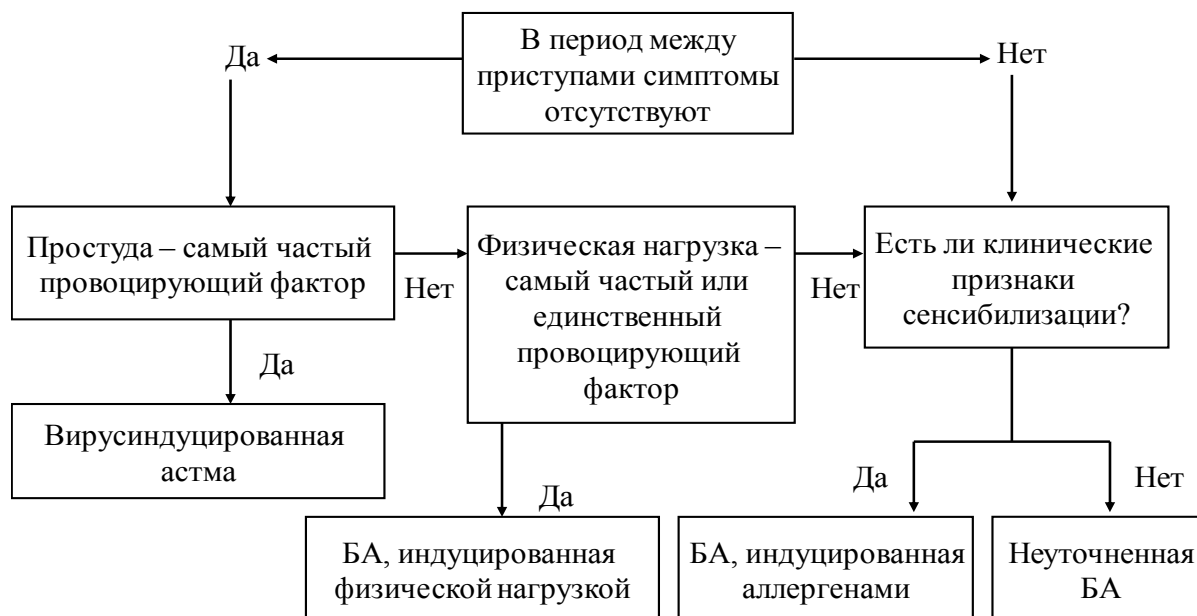 В период между
приступами симптомы
отсутствуют
Да
Нет
Простуда – самый частый
провоцирующий фактор
Нет
Физическая нагрузка –
самый частый или
единственный
провоцирующий
фактор
Нет
Есть ли клинические
признаки
сенсибилизации?
Да
Вирусиндуцированная
астма
Да
Да
Нет
БА, индуцированная
физической нагрузкой
БА, индуцированная
аллергенами
Неуточненная
БА